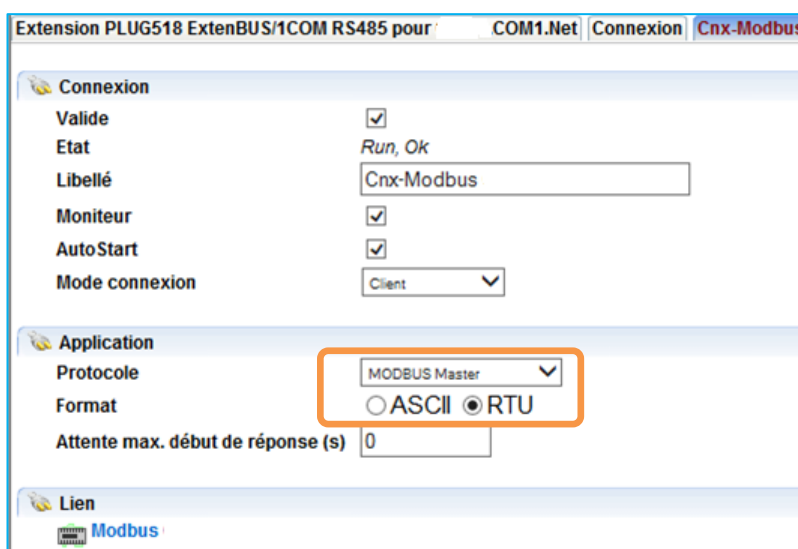 Extension PLUG518 ExtenBUS/1COM RS485 pour COM1.Net Connexion Cnx-Modbus
Connexion
Valide
Etat Run, Ok
Libellé Cnx-Modbus
Moniteur
AutoStart
Mode connexion Client
Application
Protocole MODBUS Master
Format ASCII RTU
Attente max. début de réponse (s) 0
Lien
Modbus